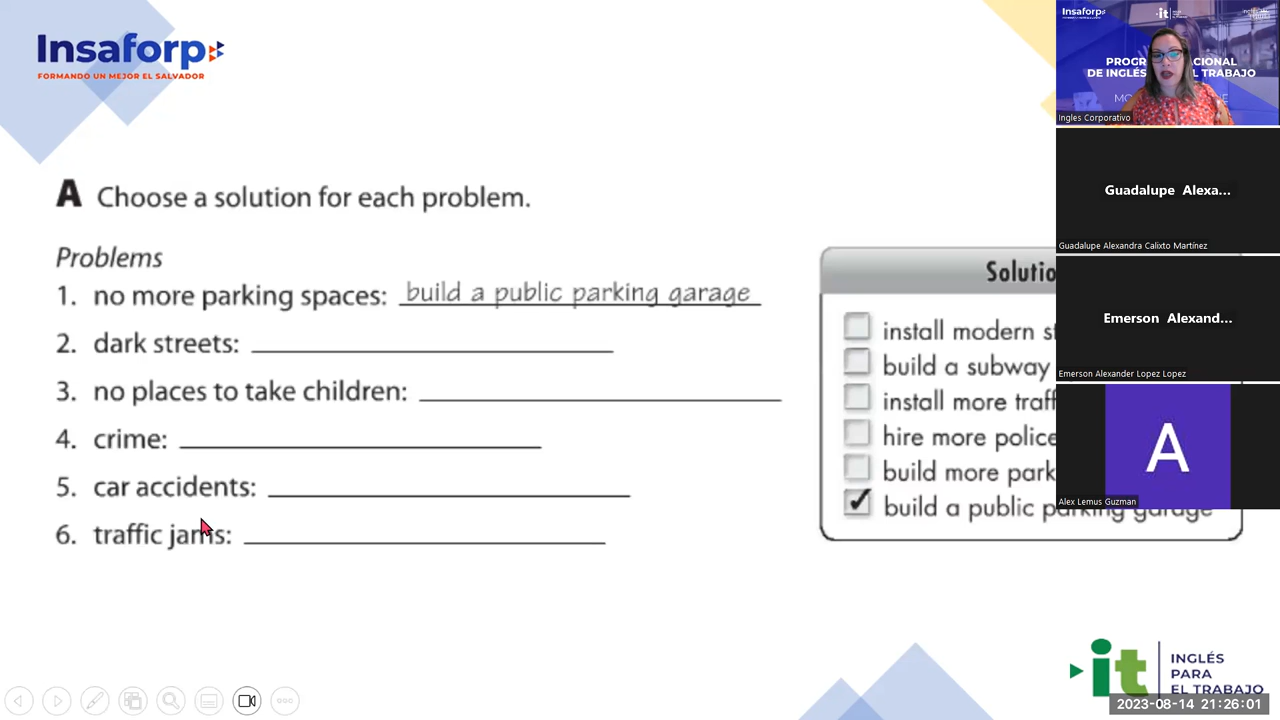 Insaforp
FORMANDO UN MEJOR EL SALVADOR
A Choose a solution for each problem.
Problems
1. no more parking spaces: build a public parking garage
2. dark streets:
3. no places to take children:
4. crime:
5. car accidents:
6. traffic jams:
Solutio
install modern st
build a subway
install more traff
hire more police
build more park
build a public parking garage
Insaforp
it
PROGR CIONAL
DE INGLÉS L TRABAJO
Ingles Corporativo
Guadalupe Alexa...
Guadalupe Alexandra Calixto Martínez
Emerson Alexand...
Emerson Alexander Lopez Lopez
A
Alex Lemus Guzman
it INGLÉS
PARA
EL TRABAJO
2023-08-14 21:26:01